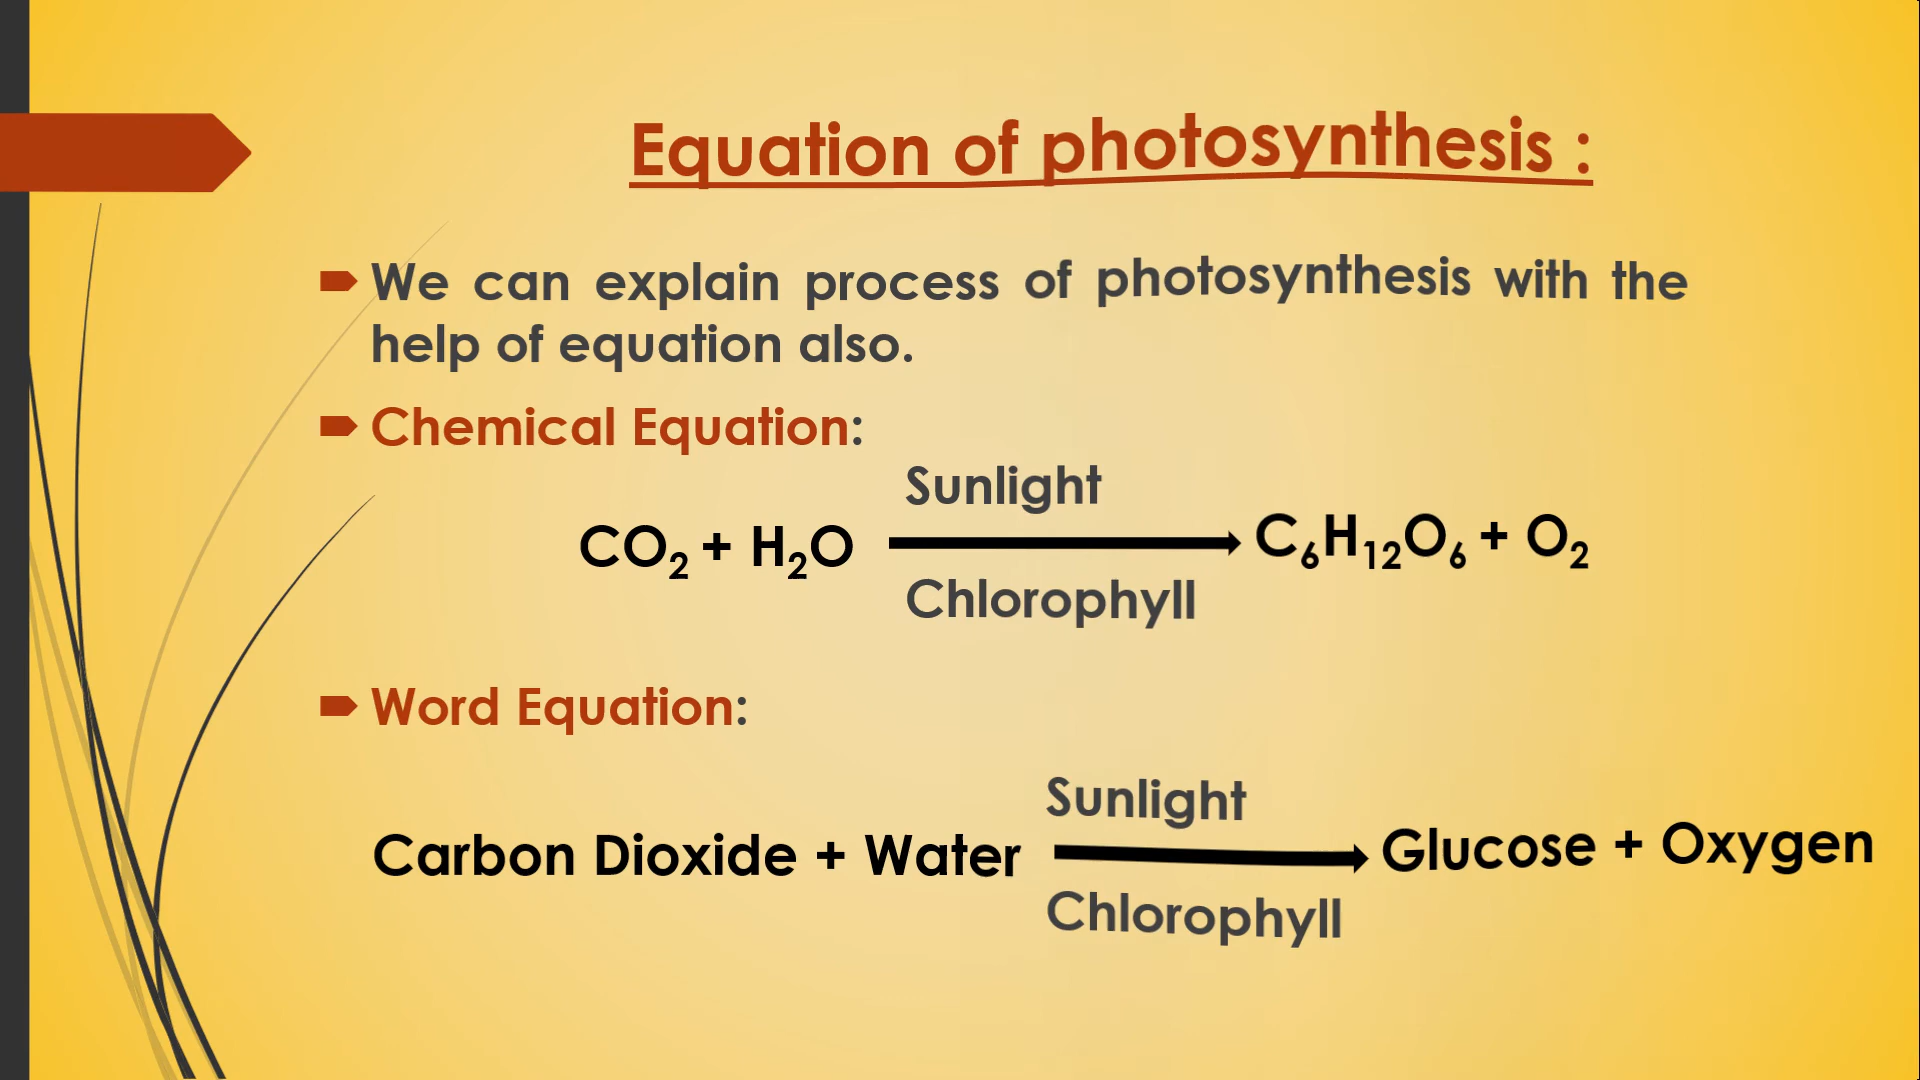 Equation of photosynthesis :
We can explain process of photosynthesis with the
help of equation also.
Chemical Equation:
Sunlight
CO₂ + H₂O → C₆H₁₂O₆ + O₂
Chlorophyll
Word Equation:
Sunlight
Carbon Dioxide + Water → Glucose + Oxygen
Chlorophyll